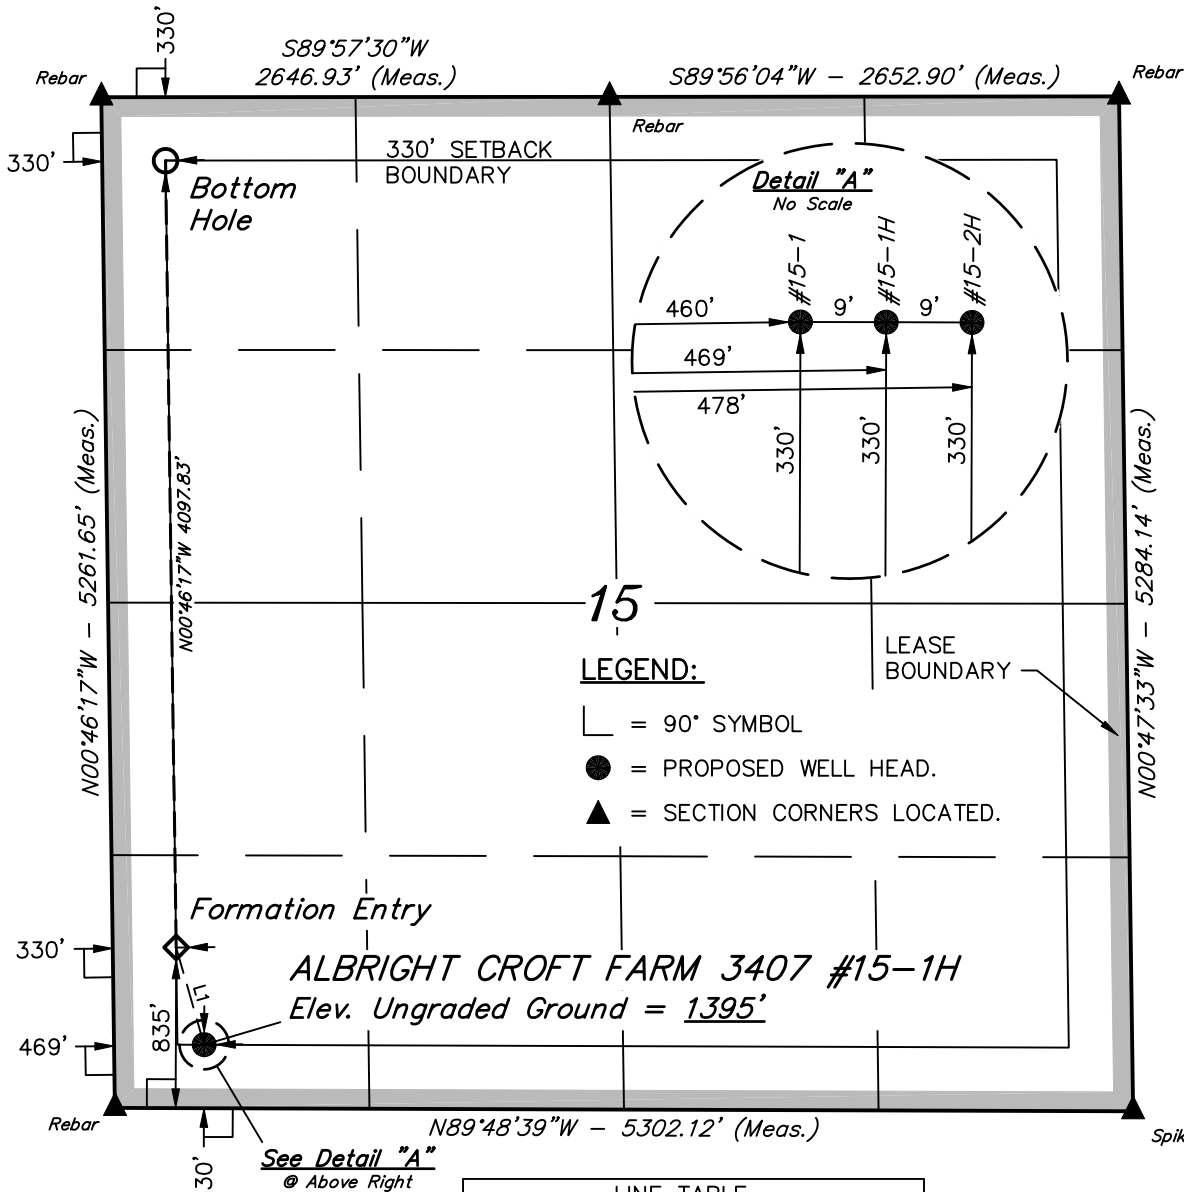 330'
S89°57'30"W
2646.93' (Meas.)
S89°56'04"W - 2652.90' (Meas.)
Rebar
Rebar
Rebar
330'
330' SETBACK
BOUNDARY
Bottom
Hole
Detail "A"
No Scale
#15-1
#15-1H
#15-2H
460'
9'
9'
469'
478'
330'
330'
330'
N00°46'17"W - 5261.65' (Meas.)
N00°46'17"W 4097.83'
N00°47'33"W - 5284.14' (Meas.)
15
LEGEND:
= 90° SYMBOL
= PROPOSED WELL HEAD.
= SECTION CORNERS LOCATED.
LEASE
BOUNDARY
Formation Entry
330'
ALBRIGHT CROFT FARM 3407 #15-1H
Elev. Ungraded Ground = 1395'
L1
835'
469'
Rebar
N89°48'39"W - 5302.12' (Meas.)
Spik
30'
See Detail "A"
@ Above Right
LINE TABLE